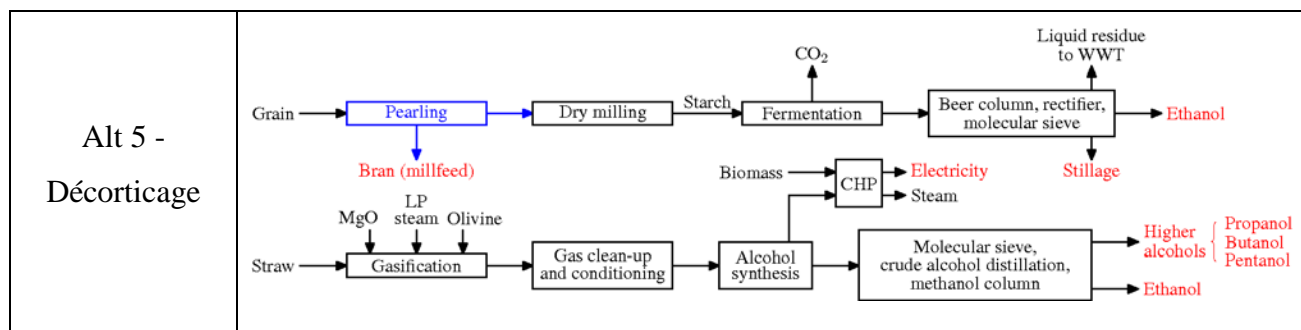 Alt 5 -
Décorticage
Liquid residue
to WWT
CO2
Grain
Pearling
Dry milling
Starch
Fermentation
Beer column, rectifier,
molecular sieve
Ethanol
Bran (millfeed)
Biomass
CHP
Electricity
Steam
Stillage
MgO
LP
steam
Olivine
Straw
Gasification
Gas clean-up
and conditioning
Alcohol
synthesis
Molecular sieve,
crude alcohol distillation,
methanol column
Higher
alcohols
Propanol
Butanol
Pentanol
Ethanol